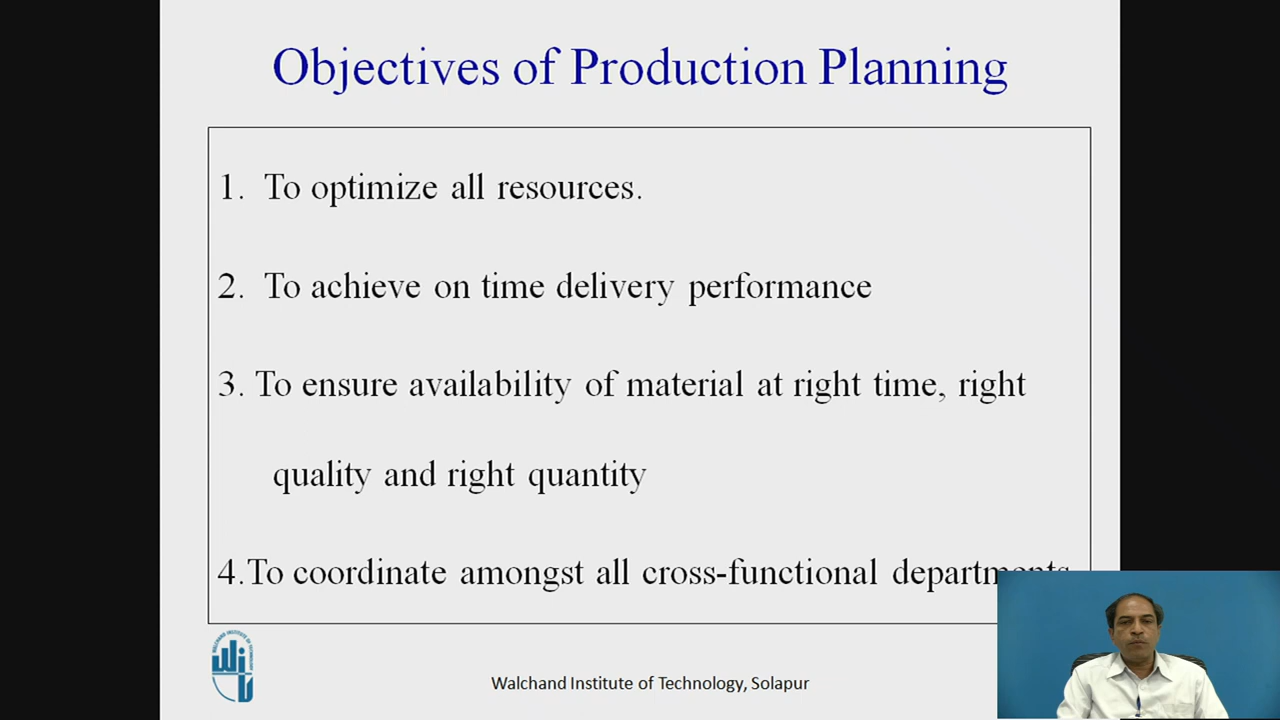 Objectives of Production Planning
1. To optimize all resources.
2. To achieve on time delivery performance
3. To ensure availability of material at right time, right
quality and right quantity
4.To coordinate amongst all cross-functional departments
Walchand Institute of Technology, Solapur